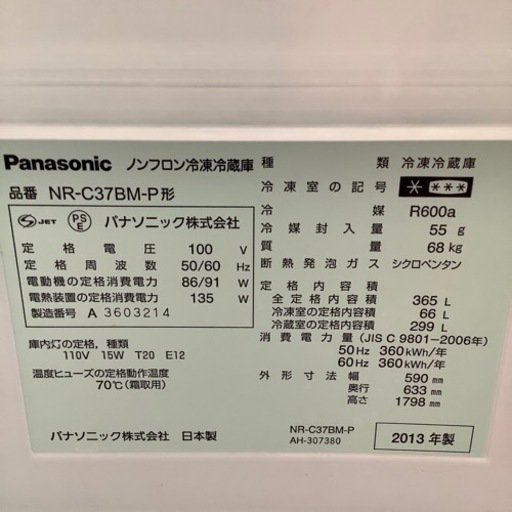 Panasonic ノンフロン冷凍冷蔵庫
品番 NR-C37BM-P形
S JET PSE パナソニック株式会社
定格電圧 100 V
定格周波数 50/60 Hz
電動機の定格消費電力 86/91 W
電熱装置の定格消費電力 135 W
製造番号 A 3603214
庫内灯の定格，種類
110V 15W T20 E12
温度ヒューズの定格動作温度
70℃(霜取用)
パナソニック株式会社 日本製
種類 冷凍冷蔵庫
冷凍室の記号 * ***
冷媒 R600a
冷媒封入量 55 g
質量 68 kg
断熱発泡ガス シクロペンタン
定格内容積
全定格内容積 365 L
冷凍室の定格内容積 66 L
冷蔵室の定格内容積 299 L
消費電力量(JIS C 9801-2006年)
50Hz 360 kWh/年
60Hz 360 kWh/年
外形寸法 幅 590 mm
奥行 633 mm
高さ 1798 mm
NR-C37BM-P
AH-307380
2013年製